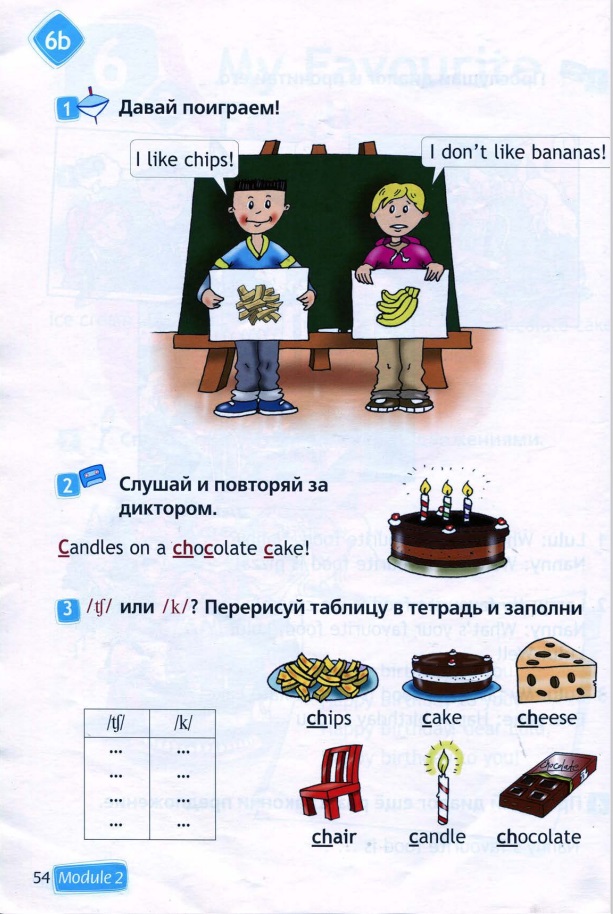 6b
1 Давай поиграем!
I like chips!
I don't like bananas!
2 Слушай и повторяй за
диктором.
Candles on a chocolate cake!
3 /tʃ/ или /k/? Перерисуй таблицу в тетрадь и заполни
chips
cake
cheese
/tʃ/ /k/
... ...
... ...
... ...
... ...
chocolate
chair
candle
chocolate
54 Module 2